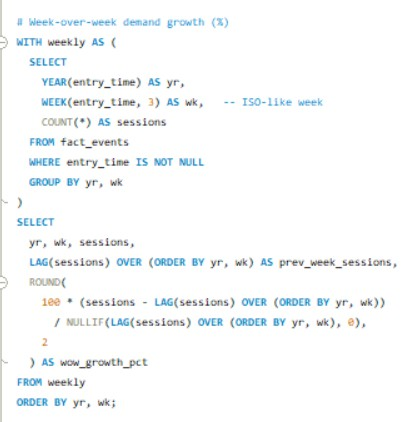 # Week-over-week demand growth (%)
WITH weekly AS (
SELECT
YEAR(entry_time) AS yr,
WEEK(entry_time, 3) AS wk, -- ISO-like week
COUNT(*) AS sessions
FROM fact_events
WHERE entry_time IS NOT NULL
GROUP BY yr, wk
)
SELECT
yr, wk, sessions,
LAG(sessions) OVER (ORDER BY yr, wk) AS prev_week_sessions,
ROUND(
100 * (sessions - LAG(sessions) OVER (ORDER BY yr, wk))
/ NULLIF(LAG(sessions) OVER (ORDER BY yr, wk), 0),
2
) AS wow_growth_pct
FROM weekly
ORDER BY yr, wk;